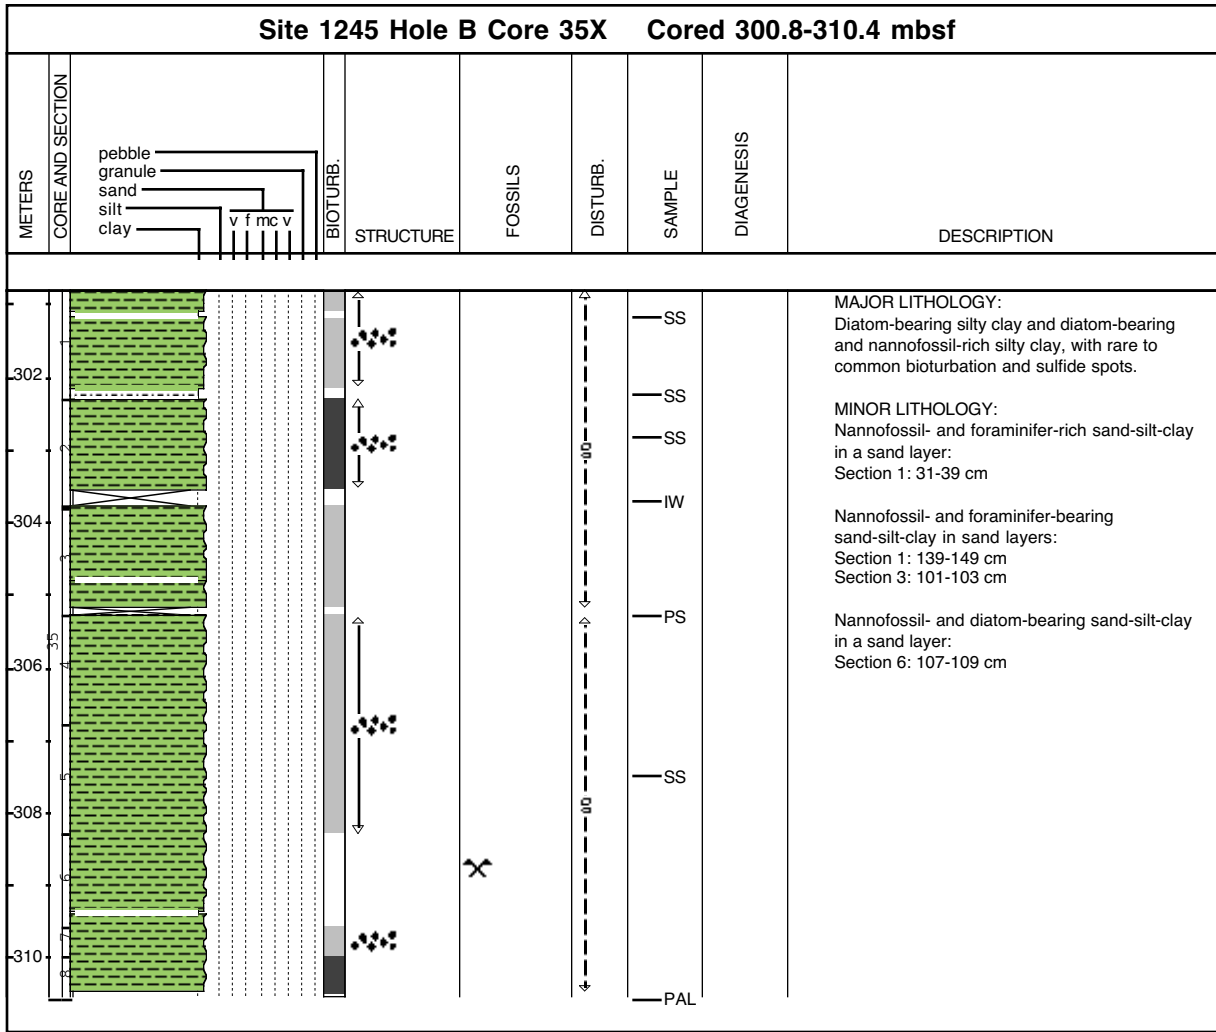 Site 1245 Hole B Core 35X Cored 300.8-310.4 mbsf
METERS
CORE AND SECTION
pebble
granule
sand
silt
clay
v f m c v
BIOTURB.
STRUCTURE
FOSSILS
DISTURB.
SAMPLE
DIAGENESIS
DESCRIPTION
302
304
306
308
310
35
1
2
3
4
5
6
7
8
SS
SS
SS
IW
PS
SS
PAL
MAJOR LITHOLOGY:
Diatom-bearing silty clay and diatom-bearing
and nannofossil-rich silty clay, with rare to
common bioturbation and sulfide spots.
MINOR LITHOLOGY:
Nannofossil- and foraminifer-rich sand-silt-clay
in a sand layer:
Section 1: 31-39 cm
Nannofossil- and foraminifer-bearing
sand-silt-clay in sand layers:
Section 1: 139-149 cm
Section 3: 101-103 cm
Nannofossil- and diatom-bearing sand-silt-clay
in a sand layer:
Section 6: 107-109 cm